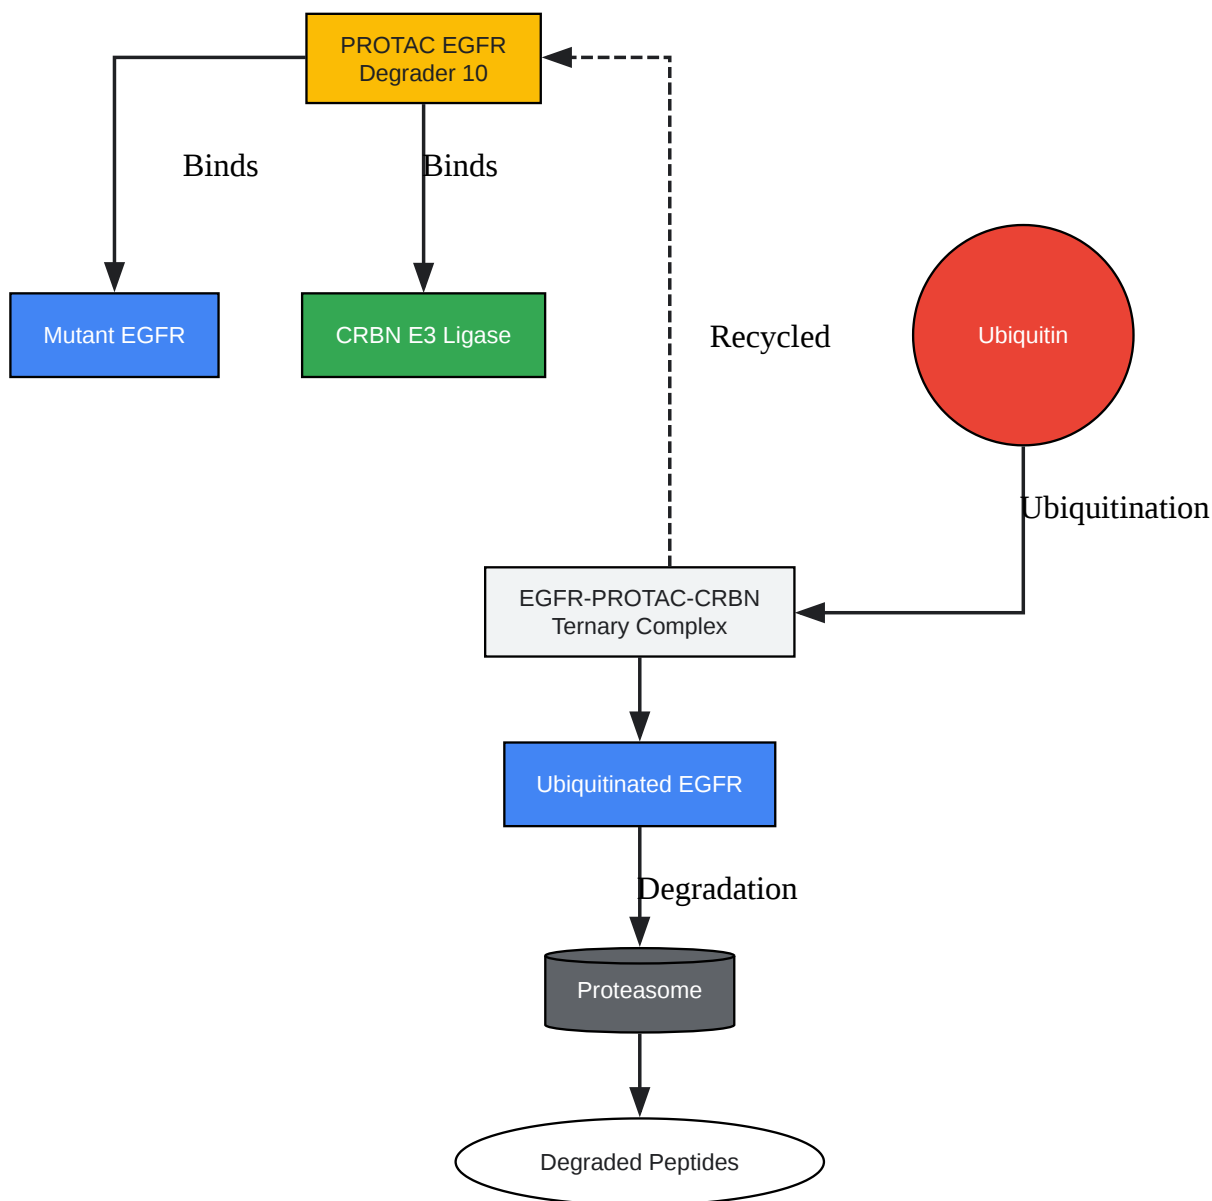 PROTAC EGFR
Degrader 10
Binds
Binds
Mutant EGFR
CRBN E3 Ligase
Recycled
Ubiquitin
Ubiquitination
EGFR-PROTAC-CRBN
Ternary Complex
Ubiquitinated EGFR
Degradation
Proteasome
Degraded Peptides